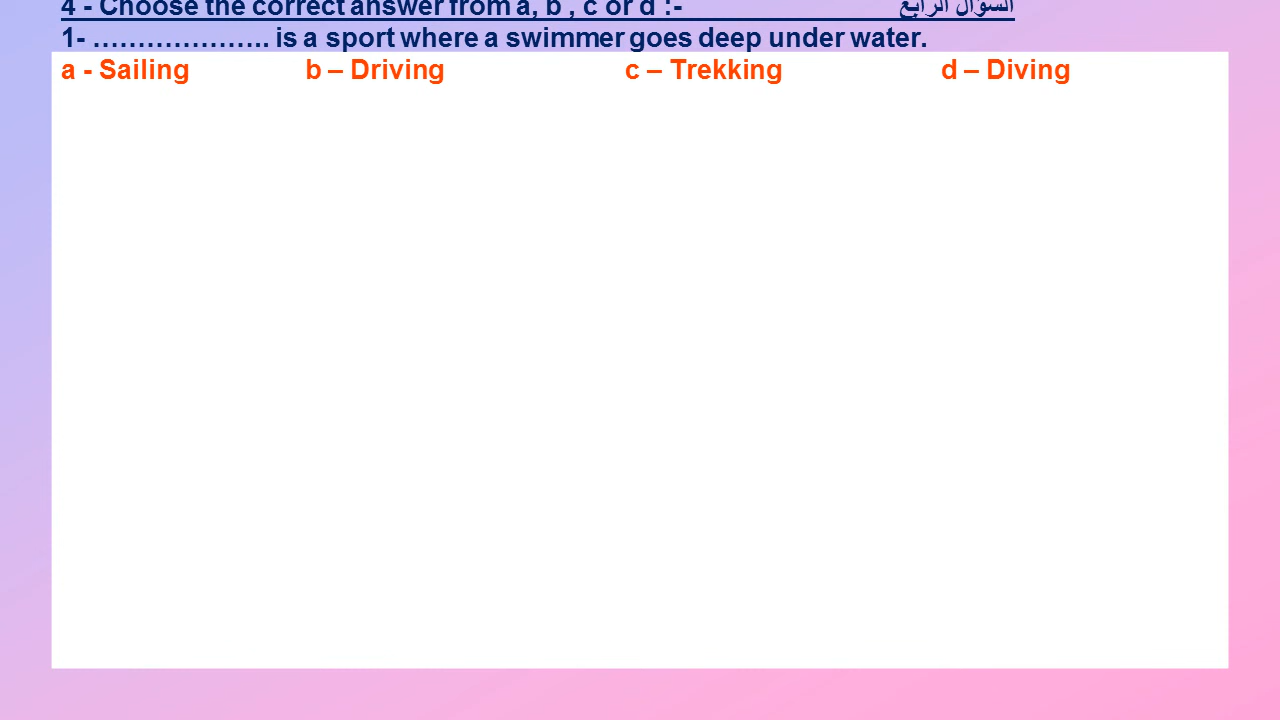 4 - Choose the correct answer from a, b , c or d :- السؤال الرابع
1- ……………….. is a sport where a swimmer goes deep under water.
a - Sailing b – Driving c – Trekking d – Diving